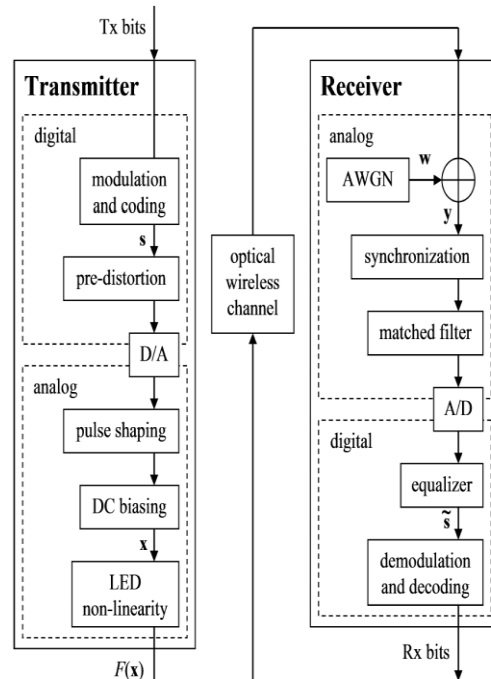 Tx bits
Transmitter
digital
modulation
and coding
s
pre-distortion
D/A
analog
pulse shaping
DC biasing
x
LED
non-linearity
F(x)
optical
wireless
channel
Receiver
analog
AWGN
w
y
synchronization
matched filter
A/D
digital
equalizer
s̃
demodulation
and decoding
Rx bits